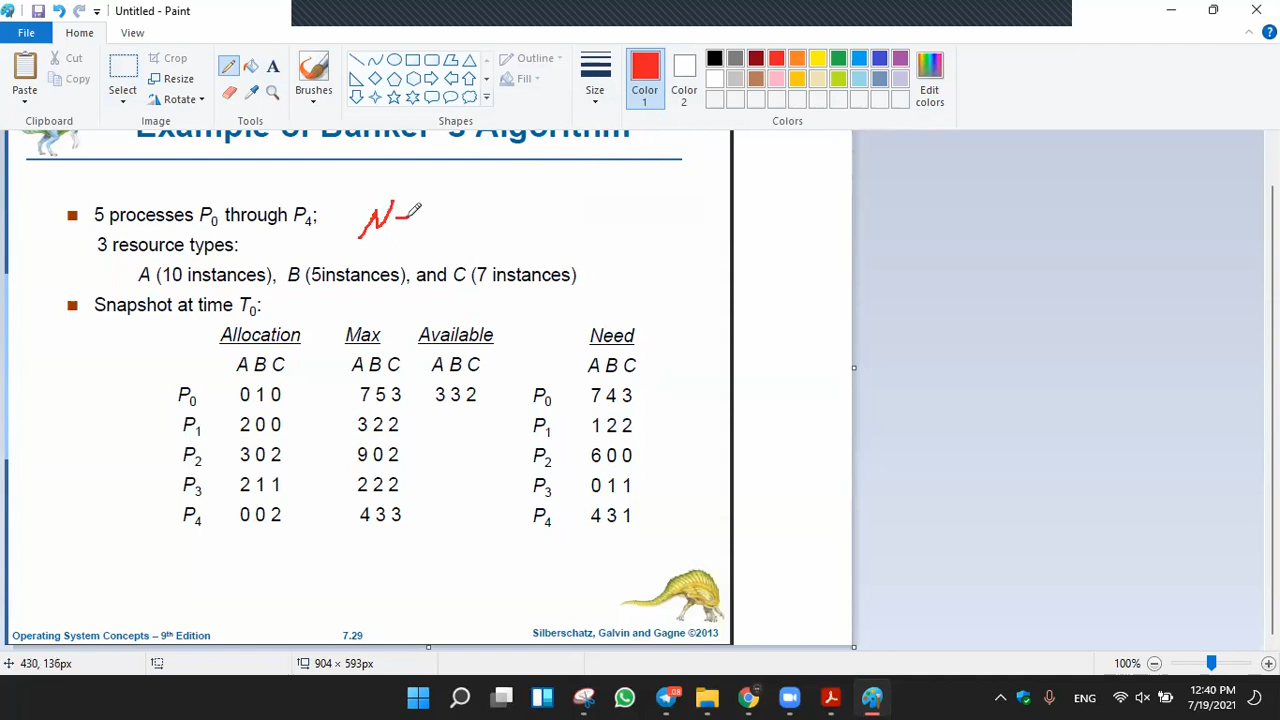 Untitled - Paint
File Home View
Paste Cut Copy Clipboard
Select Crop Resize Rotate Image
Tools
Brushes
Outline Fill Shapes
Size
Color 1 Color 2 Edit colors Colors
Example of Banker's Algorithm
5 processes P0 through P4;
N-
3 resource types:
A (10 instances), B (5instances), and C (7 instances)
Snapshot at time T0:
Allocation Max Available Need
A B C A B C A B C A B C
P0 0 1 0 7 5 3 3 3 2 P0 7 4 3
P1 2 0 0 3 2 2 P1 1 2 2
P2 3 0 2 9 0 2 P2 6 0 0
P3 2 1 1 2 2 2 P3 0 1 1
P4 0 0 2 4 3 3 P4 4 3 1
Operating System Concepts – 9th Edition 7.29 Silberschatz, Galvin and Gagne ©2013
430, 136px 904 × 593px 100%
08 ENG 12:40 PM
7/19/2021